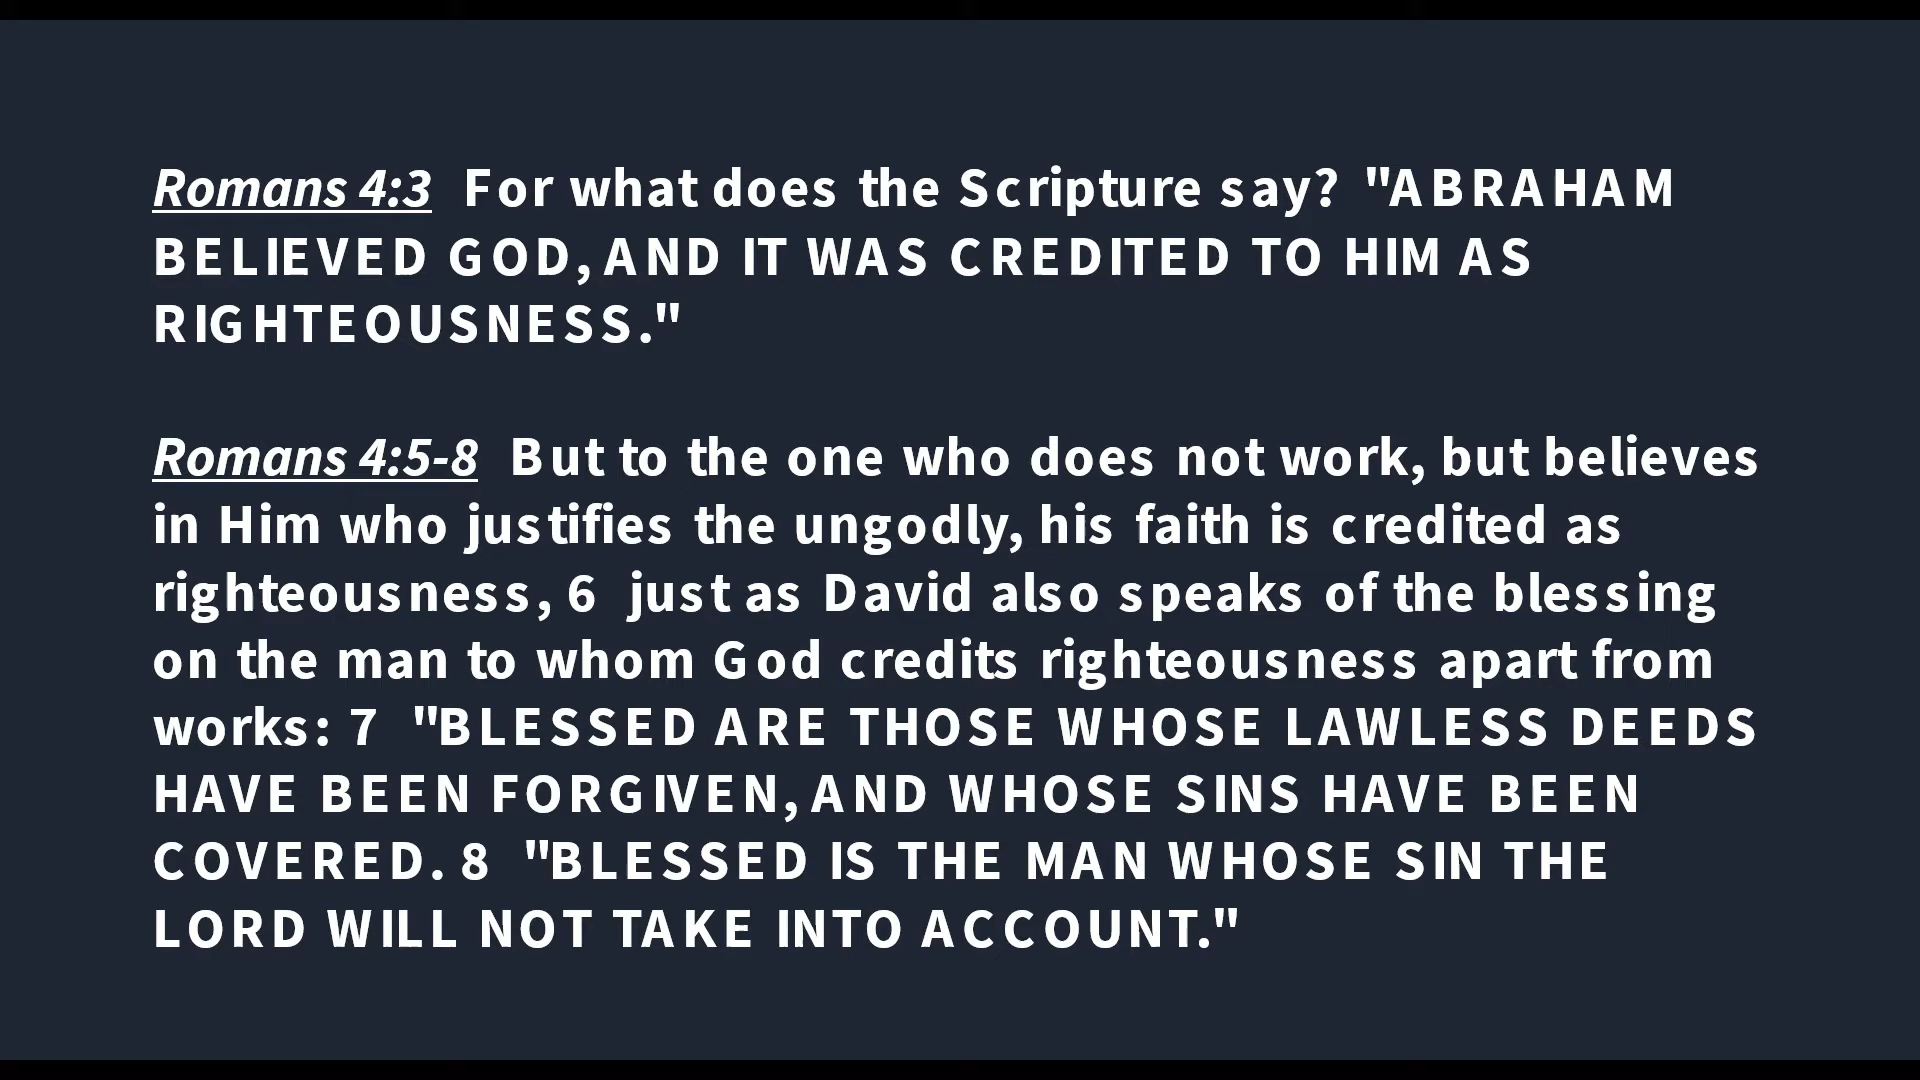 Romans 4:3  For what does the Scripture say? "ABRAHAM
BELIEVED GOD, AND IT WAS CREDITED TO HIM AS
RIGHTEOUSNESS."
Romans 4:5-8  But to the one who does not work, but believes
in Him who justifies the ungodly, his faith is credited as
righteousness, 6  just as David also speaks of the blessing
on the man to whom God credits righteousness apart from
works: 7  "BLESSED ARE THOSE WHOSE LAWLESS DEEDS
HAVE BEEN FORGIVEN, AND WHOSE SINS HAVE BEEN
COVERED. 8  "BLESSED IS THE MAN WHOSE SIN THE
LORD WILL NOT TAKE INTO ACCOUNT."